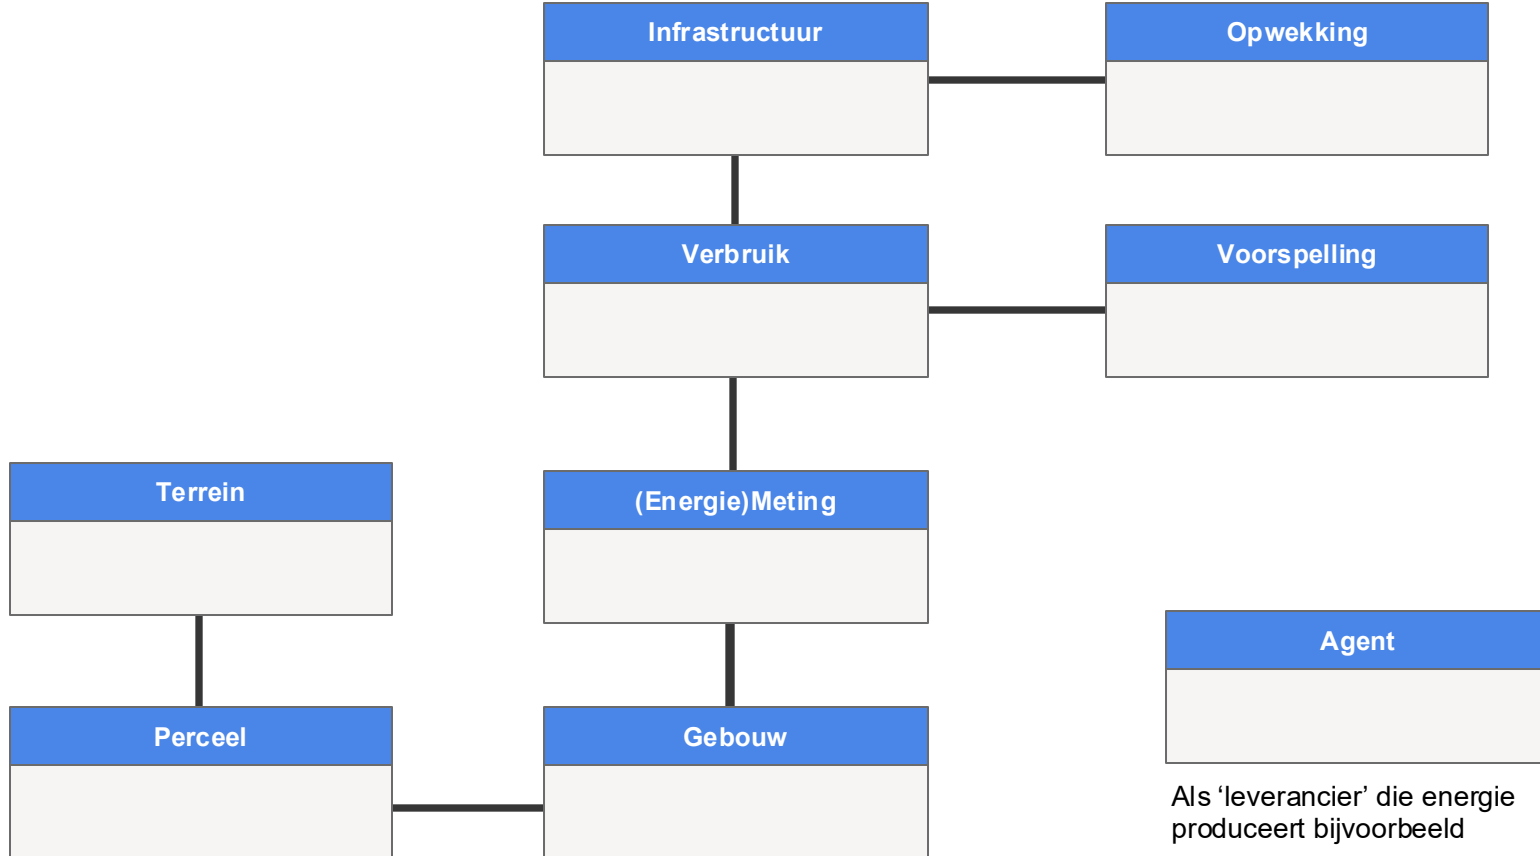 Infrastructuur
Opwekking
Verbruik
Voorspelling
Terrein
(Energie)Meting
Agent
Perceel
Gebouw
Als ‘leverancier’ die energie
produceert bijvoorbeeld